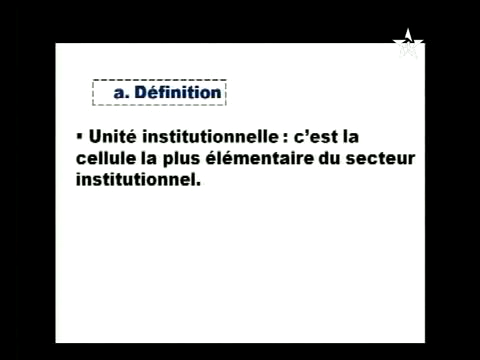 a. Définition
▪ Unité institutionnelle : c’est la
cellule la plus élémentaire du secteur
institutionnel.